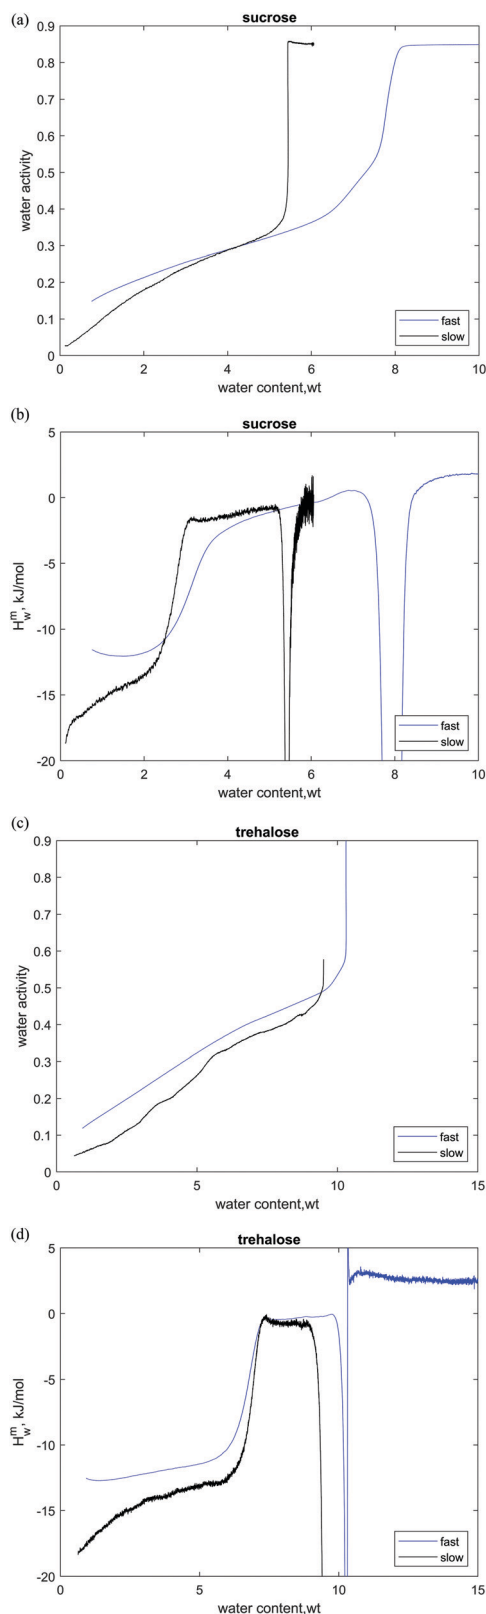 (a)
sucrose
0.9
0.8
0.7
0.6
0.5
0.4
0.3
0.2
0.1
0
water activity
0 2 4 6 8 10
water content,wt
fast
slow
(b)
sucrose
5
0
-5
-10
-15
-20
H_w^m, kJ/mol
0 2 4 6 8 10
water content,wt
fast
slow
(c)
trehalose
0.9
0.8
0.7
0.6
0.5
0.4
0.3
0.2
0.1
0
water activity
0 5 10 15
water content,wt
fast
slow
(d)
trehalose
5
0
-5
-10
-15
-20
H_w^m, kJ/mol
0 5 10 15
water content,wt
fast
slow